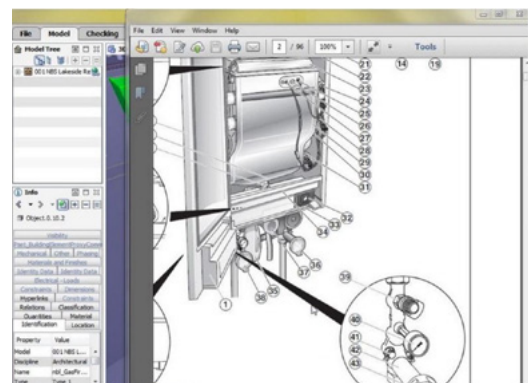 File Edit View Window Help
File Model Checking
Model Tree
2 / 96 100% Tools
001 NBS Lakeside Re
21 14 19
22
23
24
25
26
27
28
29
30
31
32
33
34
Info
Object.0.10.2
Visibility
Mechanical Other Phasing
Materials and Finishes
Identity Data Identity Data
Electrical - Loads
Constraints Dimensions
Hyperlinks Constraints
Relations Classification
Quantities Material
Identification Location
36
37
35
38
1
39
40
41
42
43
Property Value
Model 001 NBS L...
Discipline Architectural
Name nbl_GasFir...
Type Type 1